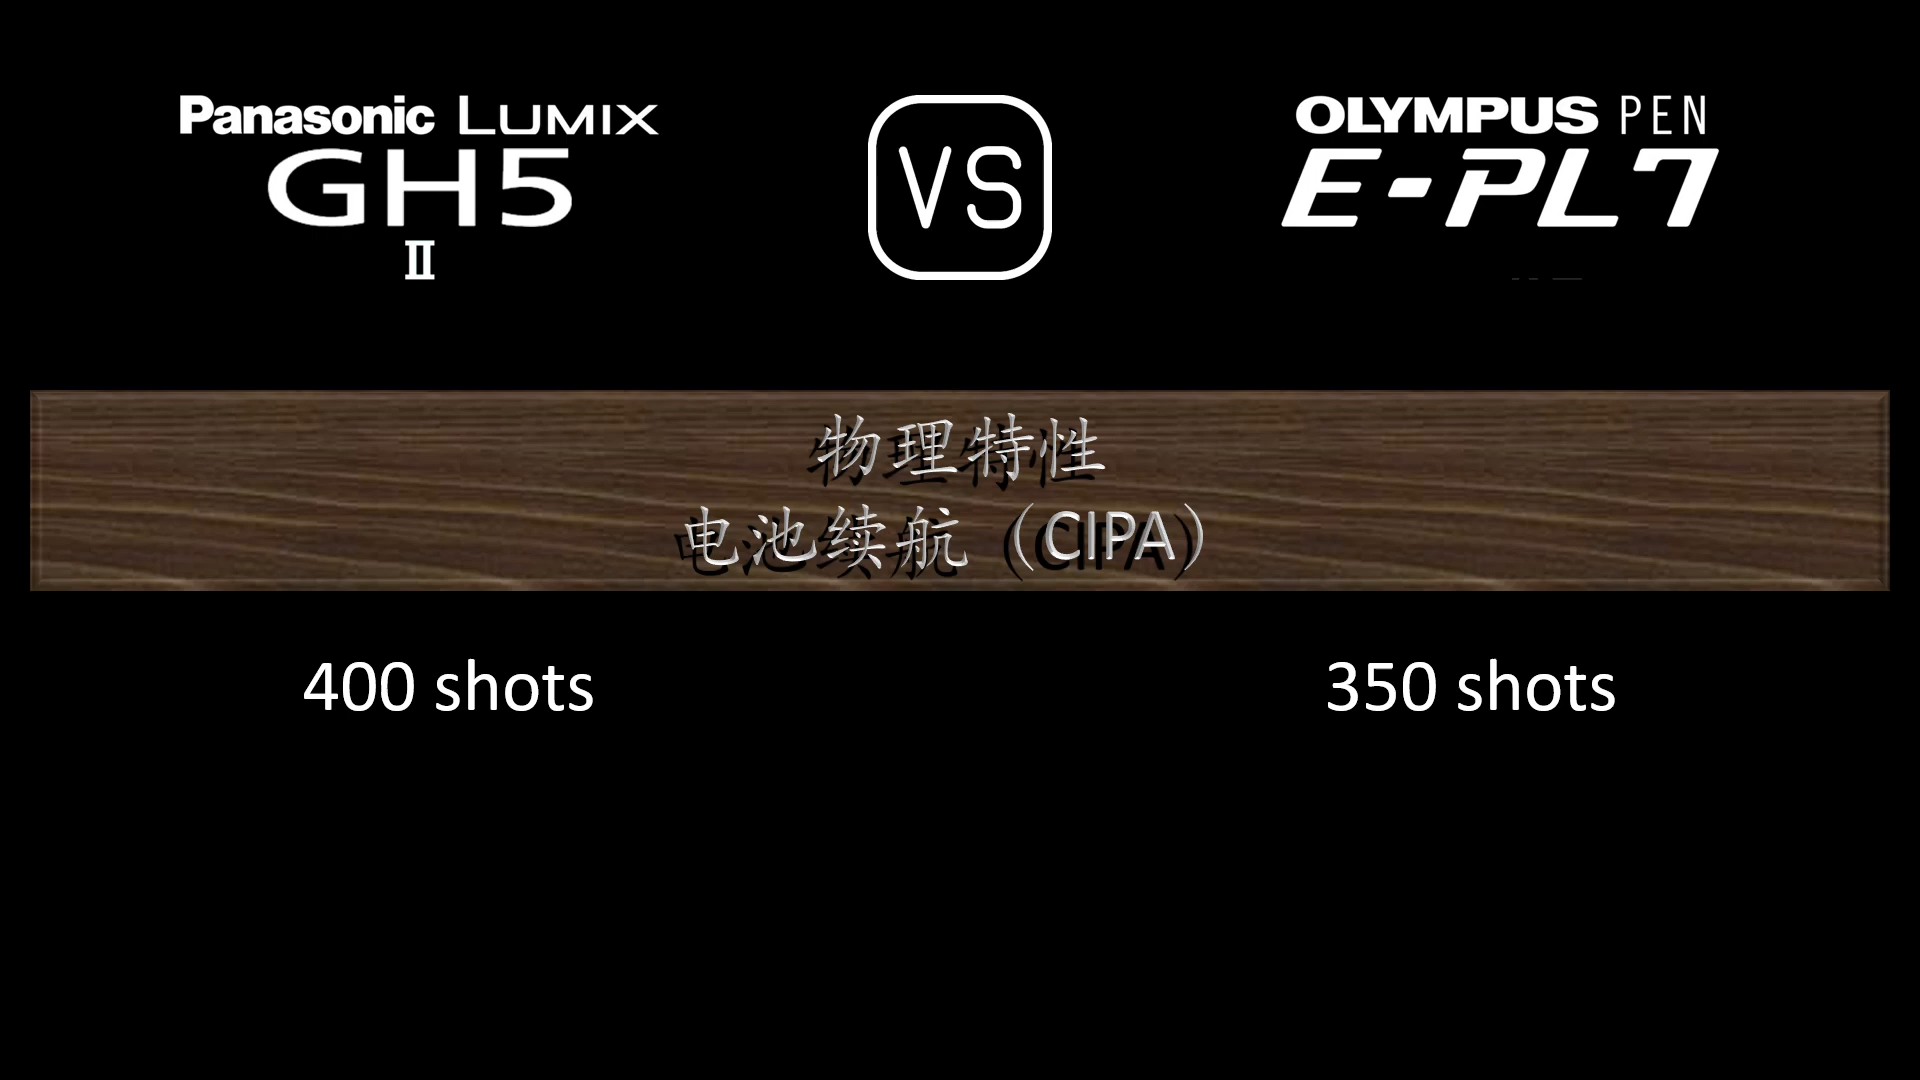 Panasonic LUMIX
GH5
II
VS
OLYMPUS PEN
E-PL7
物理特性
电池续航（CIPA）
400 shots
350 shots